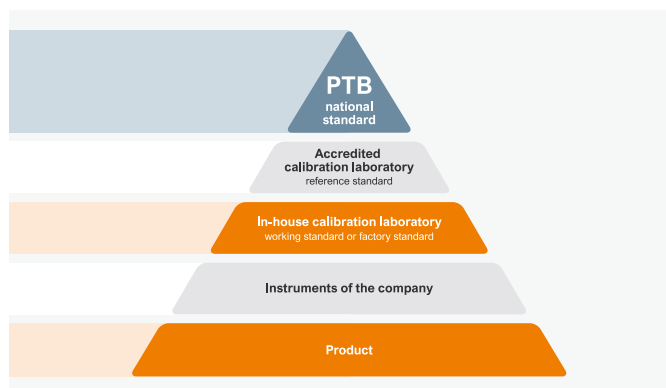 PTB
national
standard
Accredited
calibration laboratory
reference standard
In-house calibration laboratory
working standard or factory standard
Instruments of the company
Product